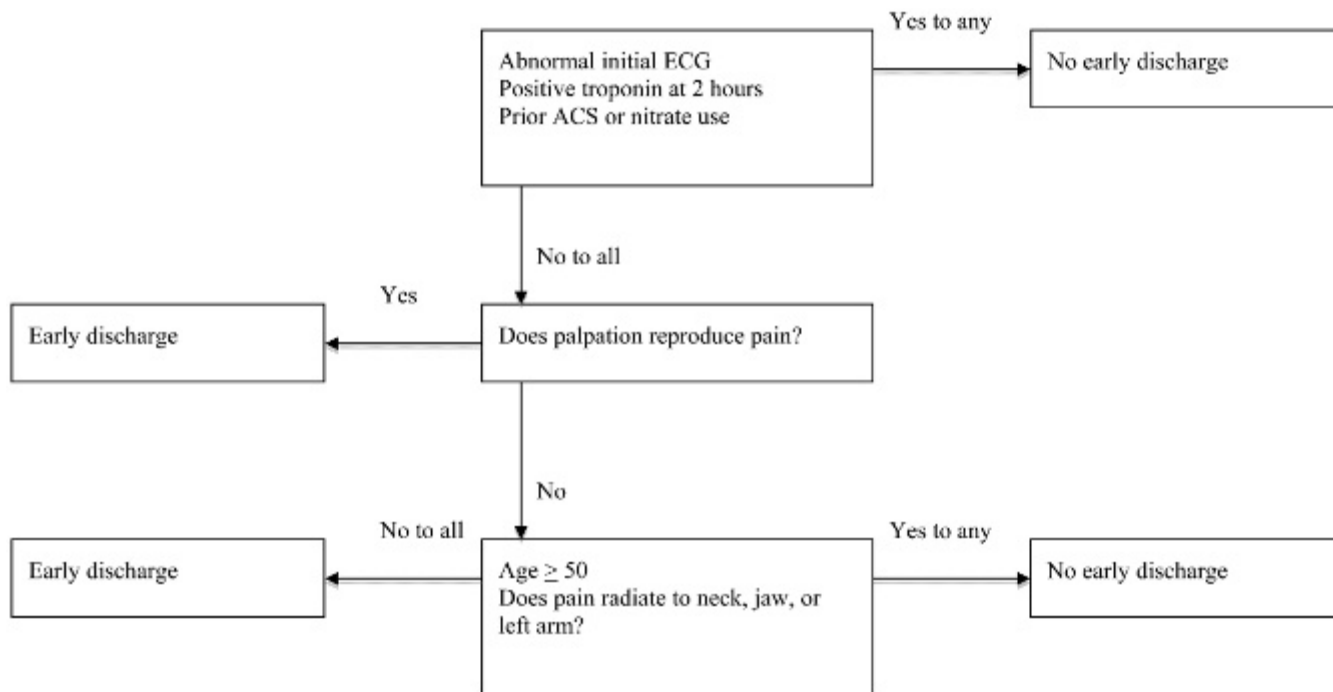 Yes to any
Abnormal initial ECG
Positive troponin at 2 hours
Prior ACS or nitrate use
No early discharge
No to all
Yes
Early discharge
Does palpation reproduce pain?
No
No to all
Yes to any
Early discharge
Age ≥ 50
Does pain radiate to neck, jaw, or
left arm?
No early discharge